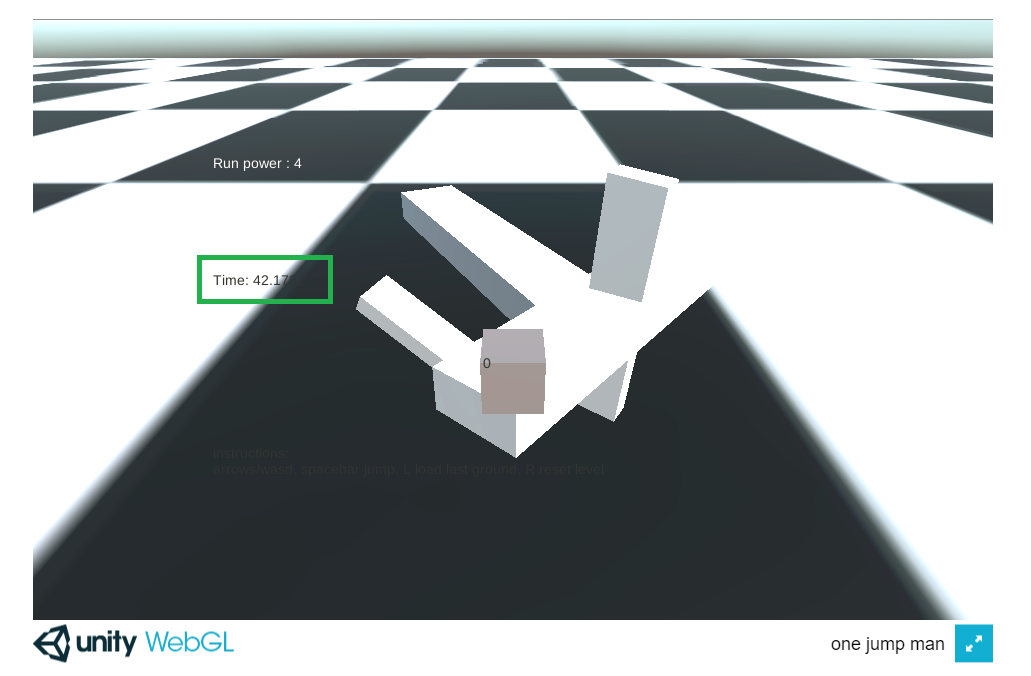 Run power : 4
Time: 42.17
0
Instructions:
arrows/wasd, spacebar jump, L load last ground, R reset level
unity WebGL
one jump man